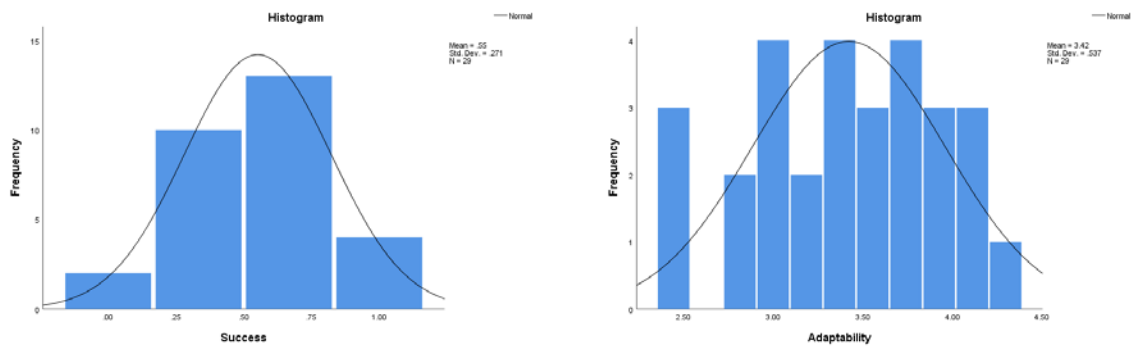 Histogram
Normal
Mean = .55
Std. Dev. = .271
N = 29
15
10
5
0
Frequency
.00 .25 .50 .75 1.00
Success
Histogram
Normal
Mean = 3.42
Std. Dev. = .537
N = 29
4
3
2
1
0
Frequency
2.50 3.00 3.50 4.00 4.50
Adaptability